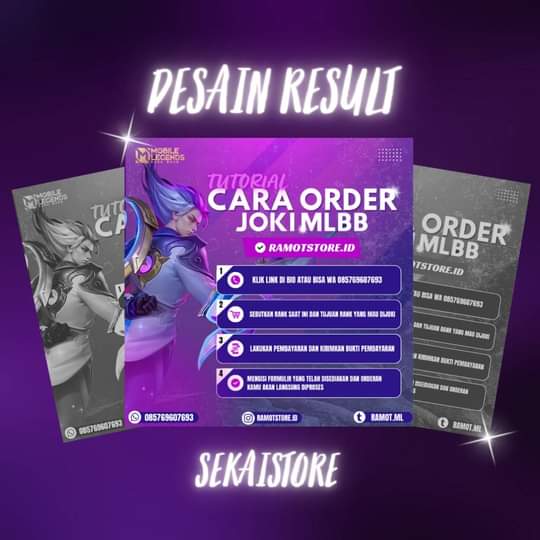 DESAIN RESULT
MOBILE
LEGENDS
BANG BANG
TUTORIAL
CARA ORDER
JOKI MLBB
RAMOTSTORE.ID
1
KLIK LINK DI BIO ATAU BISA WA 085769607693
2
SEBUTKAN RANK SAAT INI DAN TUJUAN RANK YANG MAU DIJOKI
3
LAKUKAN PEMBAYARAN DAN KIRIMKAN BUKTI PEMBAYARAN
4
MENGISI FORMULIR YANG TELAH DISEDIAKAN DAN ORDERAN
KAMU AKAN LANGSUNG DIPROSES
085769607693
RAMOTSTORE.ID
RAMOT.ML
MOBILE
LEGENDS
TUTO
CA
085769607693
ORDER
MLBB
TSTORE.ID
ATAU BISA WA 085769607693
DAN TUJUAN RANK YANG MAU DIJOKI
KIRIMKAN BUKTI PEMBAYARAN
DAN ORDERAN
RAMOT.ML
SEKAISTORE